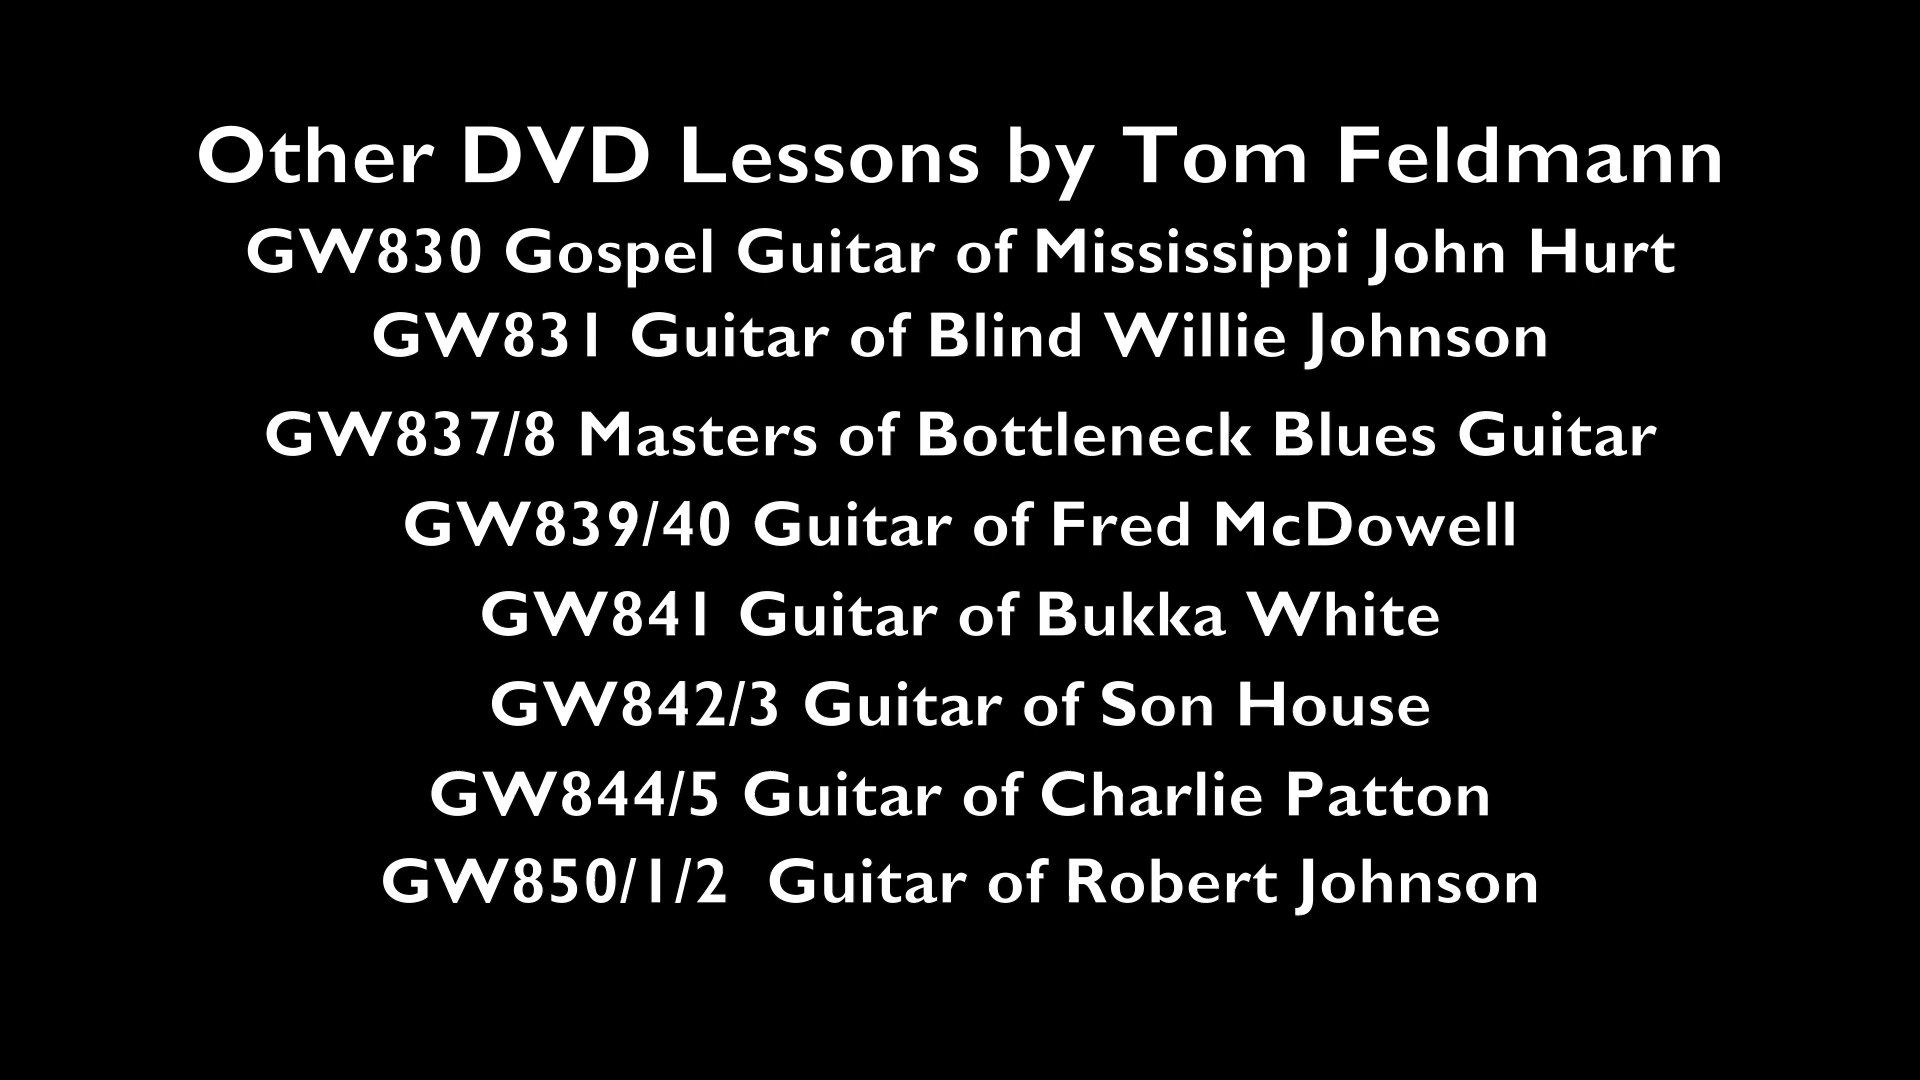 Other DVD Lessons by Tom Feldmann
GW830 Gospel Guitar of Mississippi John Hurt
GW831 Guitar of Blind Willie Johnson
GW837/8 Masters of Bottleneck Blues Guitar
GW839/40 Guitar of Fred McDowell
GW841 Guitar of Bukka White
GW842/3 Guitar of Son House
GW844/5 Guitar of Charlie Patton
GW850/1/2  Guitar of Robert Johnson